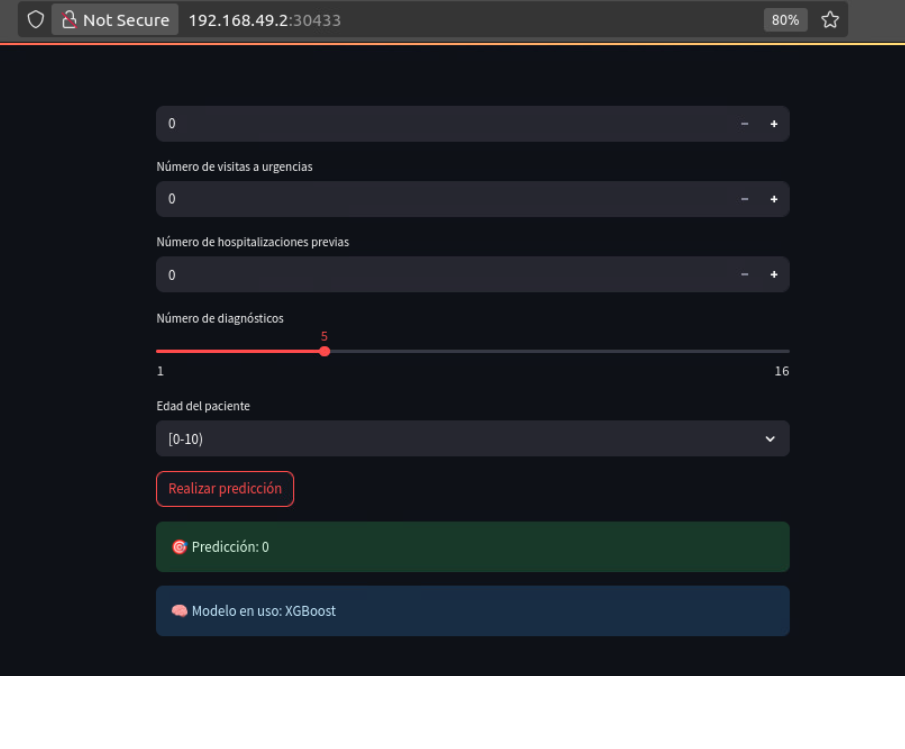 Not Secure 192.168.49.2:30433 80%
0 − +
Número de visitas a urgencias
0 − +
Número de hospitalizaciones previas
0 − +
Número de diagnósticos
5
1 16
Edad del paciente
[0-10)
Realizar predicción
🎯 Predicción: 0
🧠 Modelo en uso: XGBoost